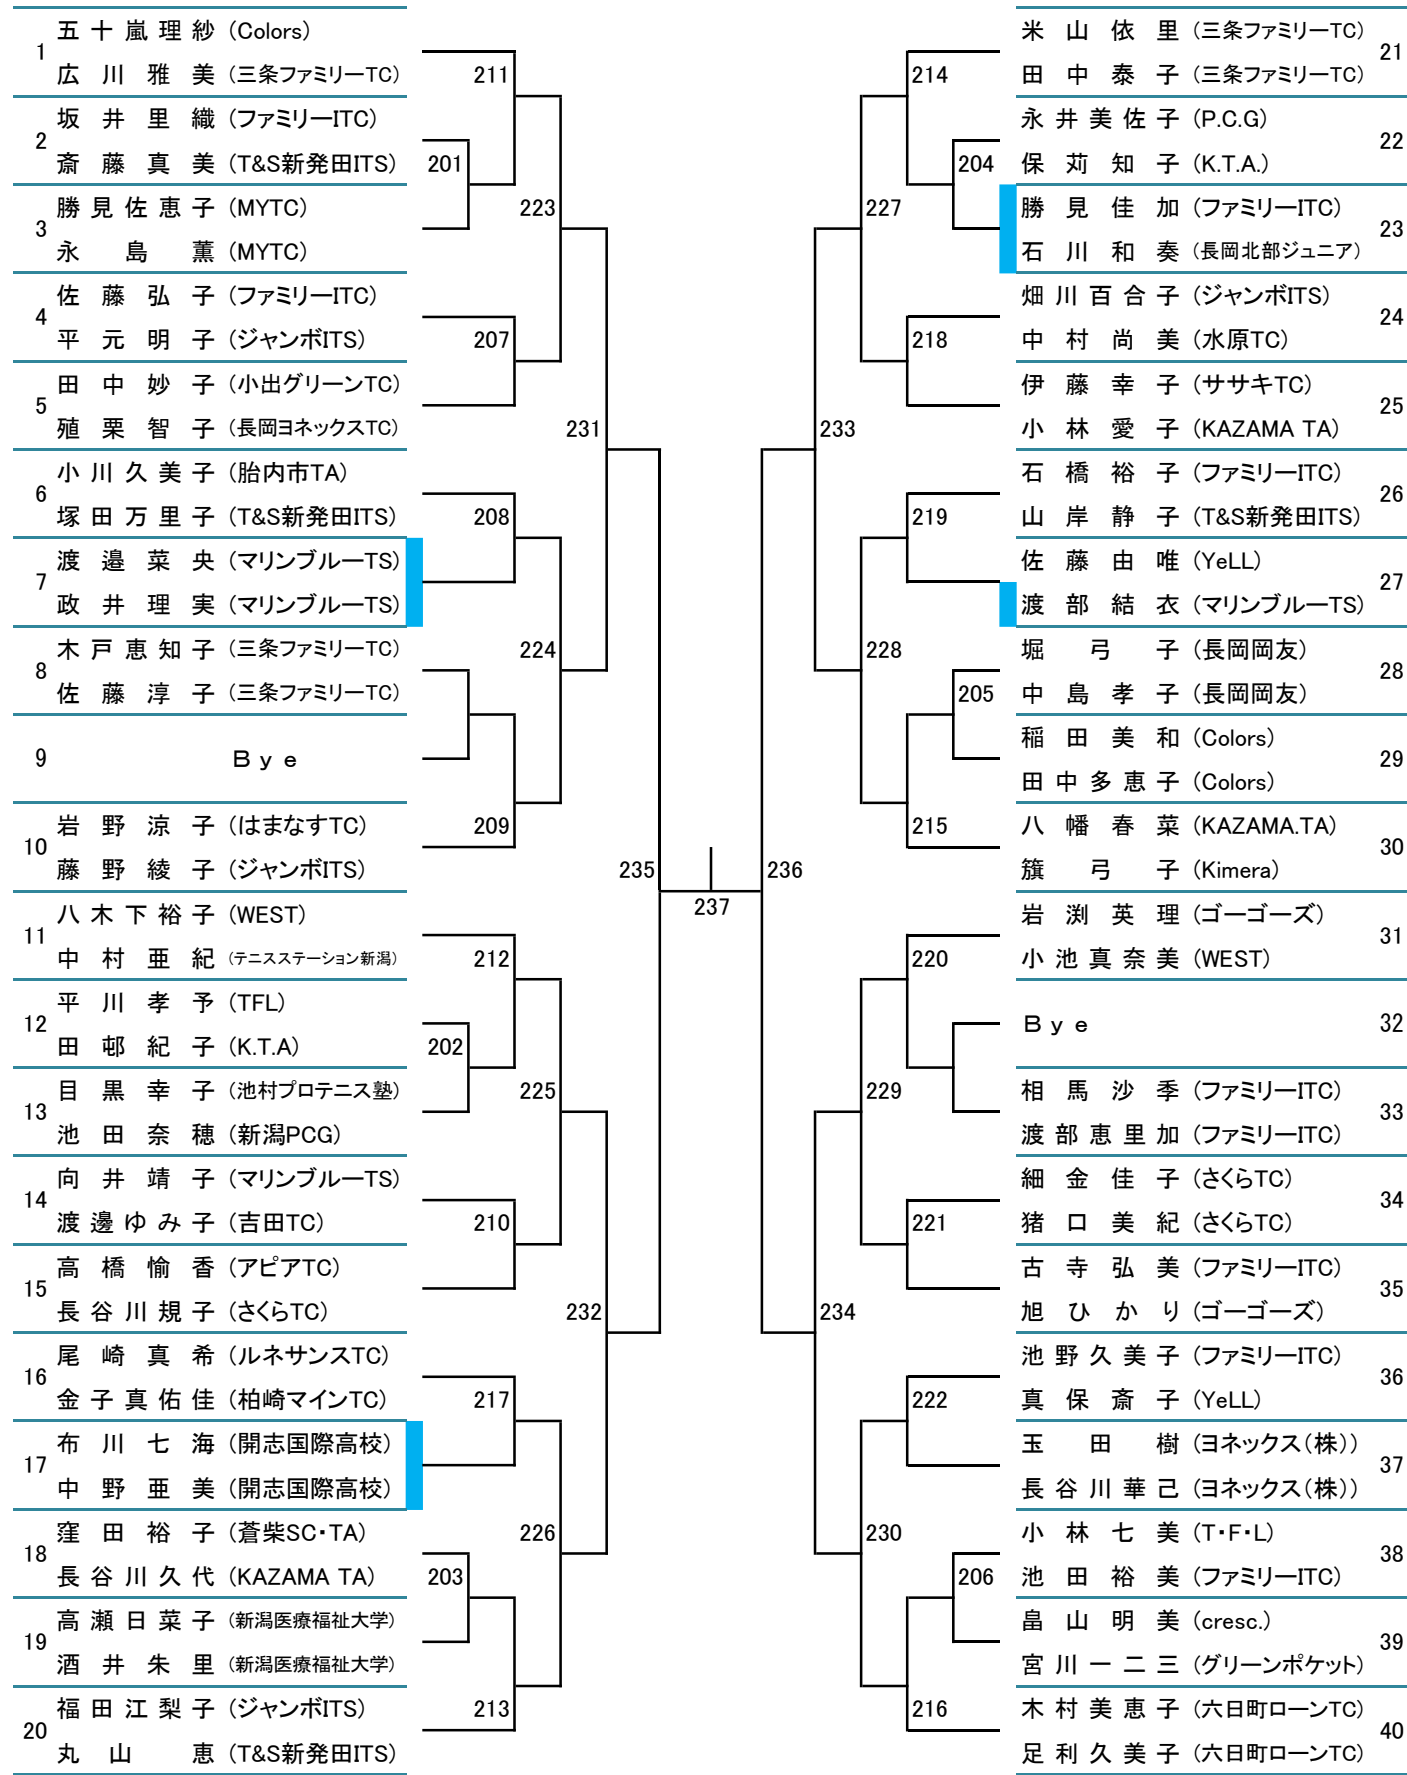 1
五十嵐理紗 (Colors)
広川雅美 (三条ファミリーTC)
2
坂井里織 (ファミリーITC)
斎藤真美 (T&S新発田ITS)
3
勝見佐恵子 (MYTC)
永島薫 (MYTC)
4
佐藤弘子 (ファミリーITC)
平元明子 (ジャンボITS)
5
田中妙子 (小出グリーンTC)
殖栗智子 (長岡ヨネックスTC)
6
小川久美子 (胎内市TA)
塚田万里子 (T&S新発田ITS)
7
渡邉菜央 (マリンブルーTS)
政井理実 (マリンブルーTS)
8
木戸恵知子 (三条ファミリーTC)
佐藤淳子 (三条ファミリーTC)
9
Bye
10
岩野涼子 (はまなすTC)
藤野綾子 (ジャンボITS)
11
八木下裕子 (WEST)
中村亜紀 (テニスステーション新潟)
12
平川孝予 (TFL)
田邨紀子 (K.T.A)
13
目黒幸子 (池村プロテニス塾)
池田奈穂 (新潟PCG)
14
向井靖子 (マリンブルーTS)
渡邊ゆみ子 (吉田TC)
15
高橋愉香 (アピアTC)
長谷川規子 (さくらTC)
16
尾崎真希 (ルネサンスTC)
金子真佑佳 (柏崎マインTC)
17
布川七海 (開志国際高校)
中野亜美 (開志国際高校)
18
窪田裕子 (蒼柴SC・TA)
長谷川久代 (KAZAMA TA)
19
高瀬日菜子 (新潟医療福祉大学)
酒井朱里 (新潟医療福祉大学)
20
福田江梨子 (ジャンボITS)
丸山恵 (T&S新発田ITS)
211
201
223
207
231
208
224
209
235
212
202
225
210
232
217
226
203
213
237
236
214
204
227
218
233
219
228
205
215
220
229
221
234
222
230
206
216
米山依里 (三条ファミリーTC)
田中泰子 (三条ファミリーTC)
21
永井美佐子 (P.C.G)
保苅知子 (K.T.A.)
22
勝見佳加 (ファミリーITC)
石川和奏 (長岡北部ジュニア)
23
畑川百合子 (ジャンボITS)
中村尚美 (水原TC)
24
伊藤幸子 (ササキTC)
小林愛子 (KAZAMA TA)
25
石橋裕子 (ファミリーITC)
山岸静子 (T&S新発田ITS)
26
佐藤由唯 (YeLL)
渡部結衣 (マリンブルーTS)
27
堀弓子 (長岡岡友)
中島孝子 (長岡岡友)
28
稲田美和 (Colors)
田中多恵子 (Colors)
29
八幡春菜 (KAZAMA.TA)
籏弓子 (Kimera)
30
岩渕英理 (ゴーゴーズ)
小池真奈美 (WEST)
31
Bye
32
相馬沙季 (ファミリーITC)
渡部恵里加 (ファミリーITC)
33
細金佳子 (さくらTC)
猪口美紀 (さくらTC)
34
古寺弘美 (ファミリーITC)
旭ひかり (ゴーゴーズ)
35
池野久美子 (ファミリーITC)
真保斎子 (YeLL)
36
玉田樹 (ヨネックス(株))
長谷川華己 (ヨネックス(株))
37
小林七美 (T・F・L)
池田裕美 (ファミリーITC)
38
畠山明美 (cresc.)
宮川一二三 (グリーンポケット)
39
木村美恵子 (六日町ローンTC)
足利久美子 (六日町ローンTC)
40